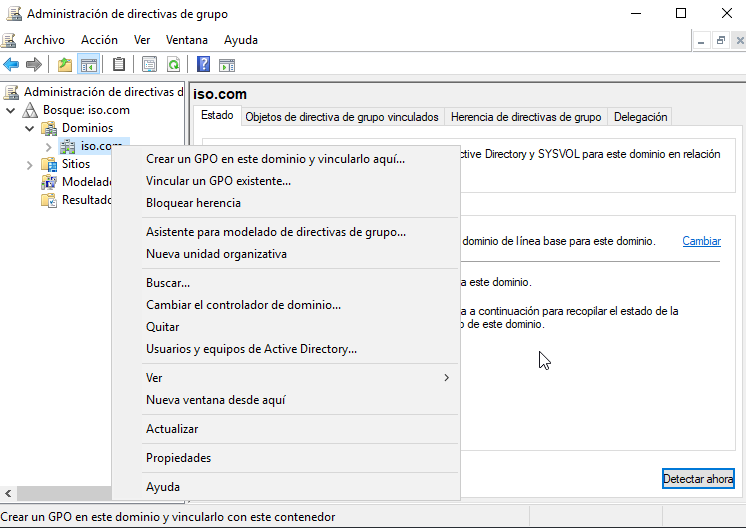 Administración de directivas de grupo
Archivo Acción Ver Ventana Ayuda
Administración de directivas d
Bosque: iso.com
Dominios
iso.com
Sitios
Modelado
Resultado
iso.com
Estado Objetos de directiva de grupo vinculados Herencia de directivas de grupo Delegación
ctive Directory y SYSVOL para este dominio en relación
dominio de línea base para este dominio. Cambiar
a este dominio.
a a continuación para recopilar el estado de la
o de este dominio.
Detectar ahora
Crear un GPO en este dominio y vincularlo aquí...
Vincular un GPO existente...
Bloquear herencia
Asistente para modelado de directivas de grupo...
Nueva unidad organizativa
Buscar...
Cambiar el controlador de dominio...
Quitar
Usuarios y equipos de Active Directory...
Ver
Nueva ventana desde aquí
Actualizar
Propiedades
Ayuda
Crear un GPO en este dominio y vincularlo con este contenedor